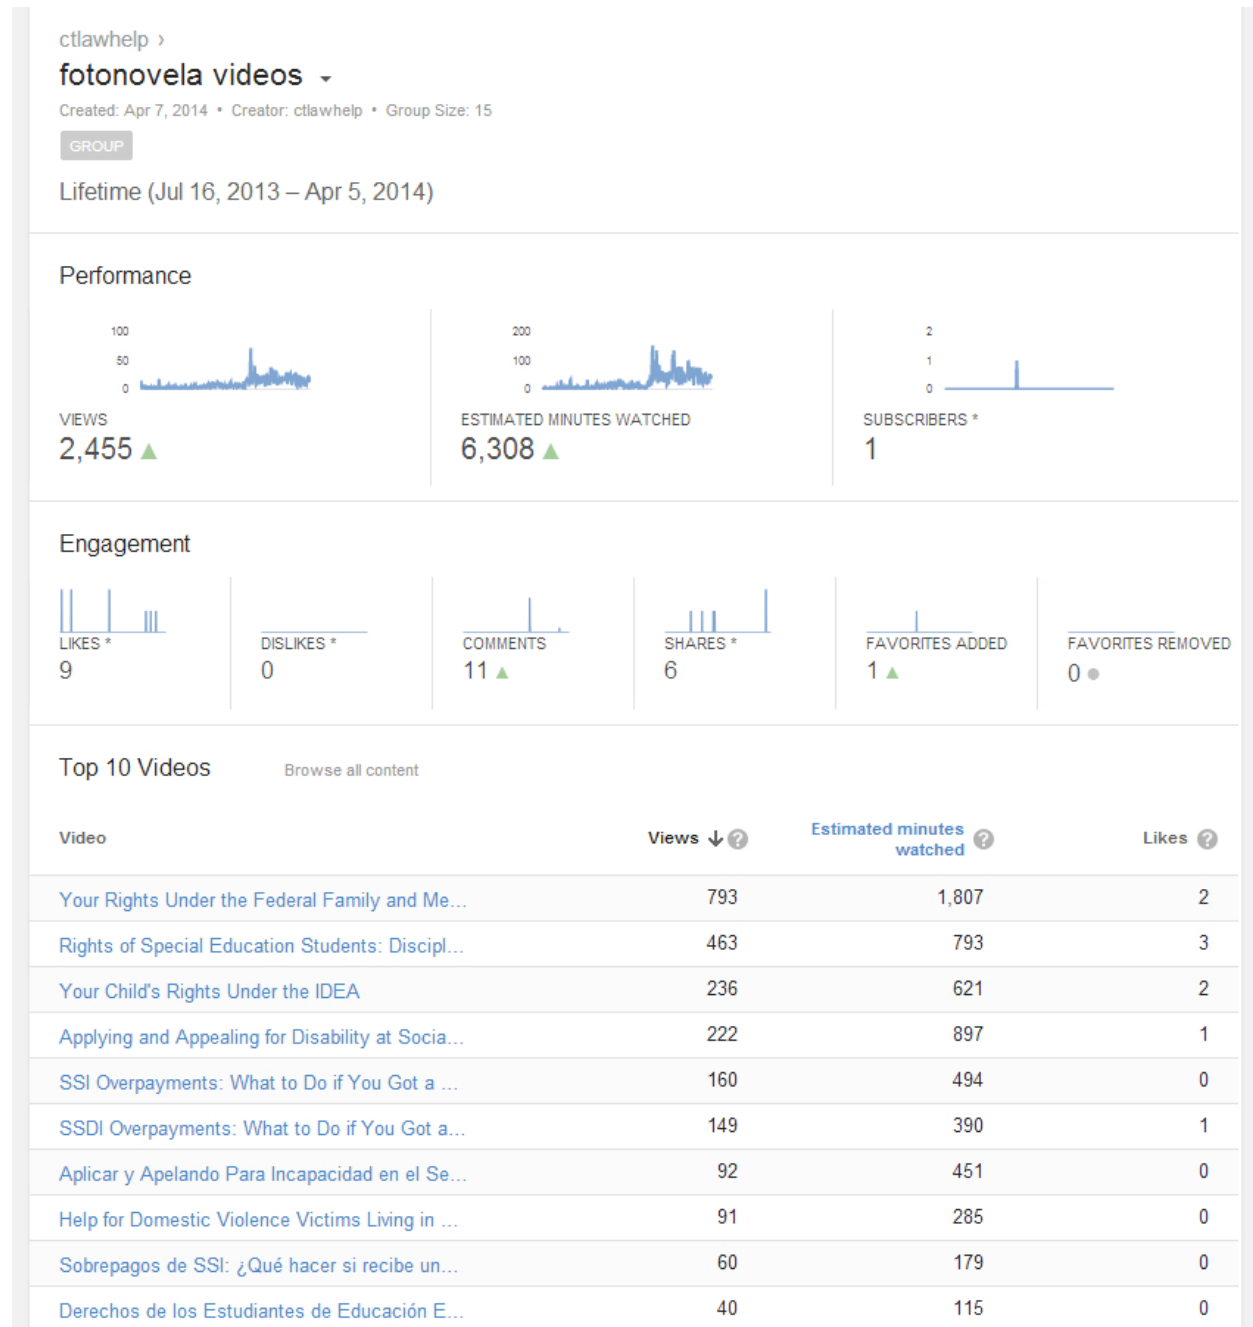 ctlawhelp ›
fotonovela videos
Created: Apr 7, 2014 • Creator: ctlawhelp • Group Size: 15
GROUP
Lifetime (Jul 16, 2013 – Apr 5, 2014)
Performance
100
50
0
VIEWS
2,455
200
100
0
ESTIMATED MINUTES WATCHED
6,308
2
1
0
SUBSCRIBERS *
1
Engagement
LIKES *
9
DISLIKES *
0
COMMENTS
11
SHARES *
6
FAVORITES ADDED
1
FAVORITES REMOVED
0
Top 10 Videos Browse all content
Video Views ? Estimated minutes watched ? Likes ?
Your Rights Under the Federal Family and Me... 793 1,807 2
Rights of Special Education Students: Discipl... 463 793 3
Your Child's Rights Under the IDEA 236 621 2
Applying and Appealing for Disability at Socia... 222 897 1
SSI Overpayments: What to Do if You Got a ... 160 494 0
SSDI Overpayments: What to Do if You Got a... 149 390 1
Aplicar y Apelando Para Incapacidad en el Se... 92 451 0
Help for Domestic Violence Victims Living in ... 91 285 0
Sobrepagos de SSI: ¿Qué hacer si recibe un... 60 179 0
Derechos de los Estudiantes de Educación E... 40 115 0